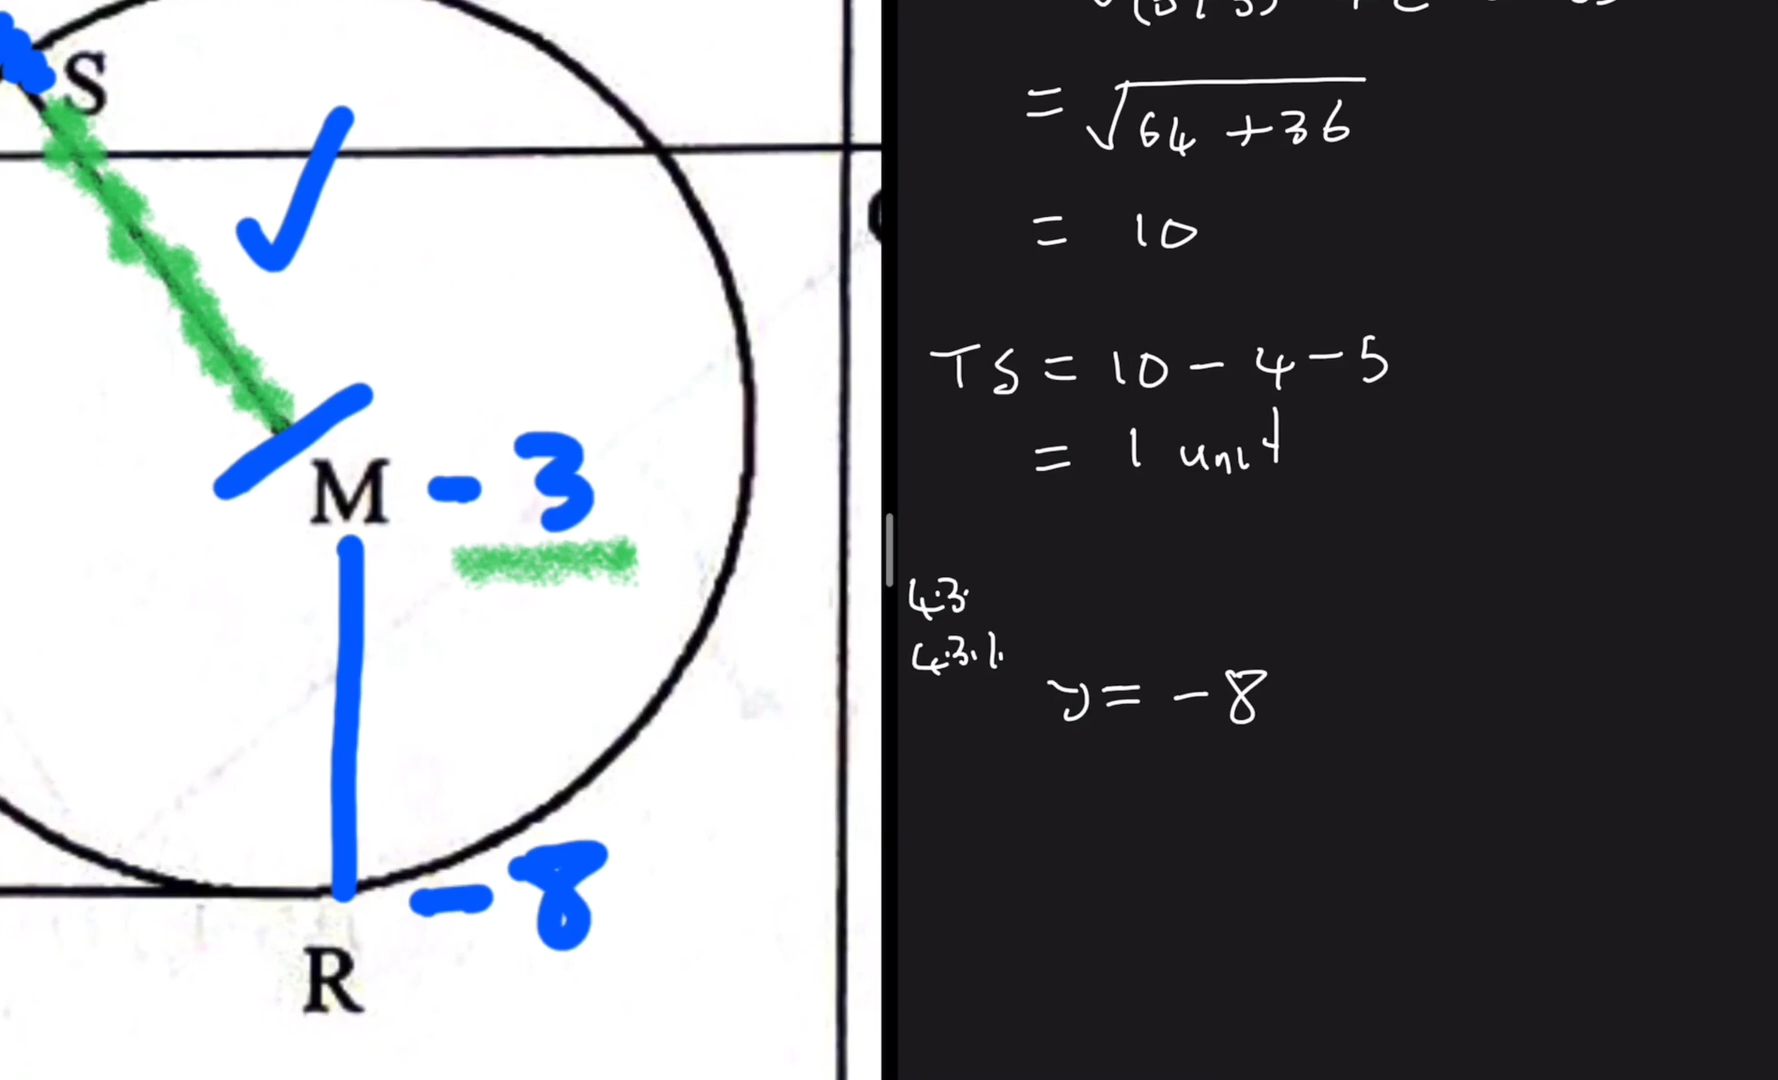 S
M - 3
- 8
R
= √64 + 36
= 10
TS = 10 - 4 - 5
= 1 unit
4.3.
4.3.1.
y = - 8